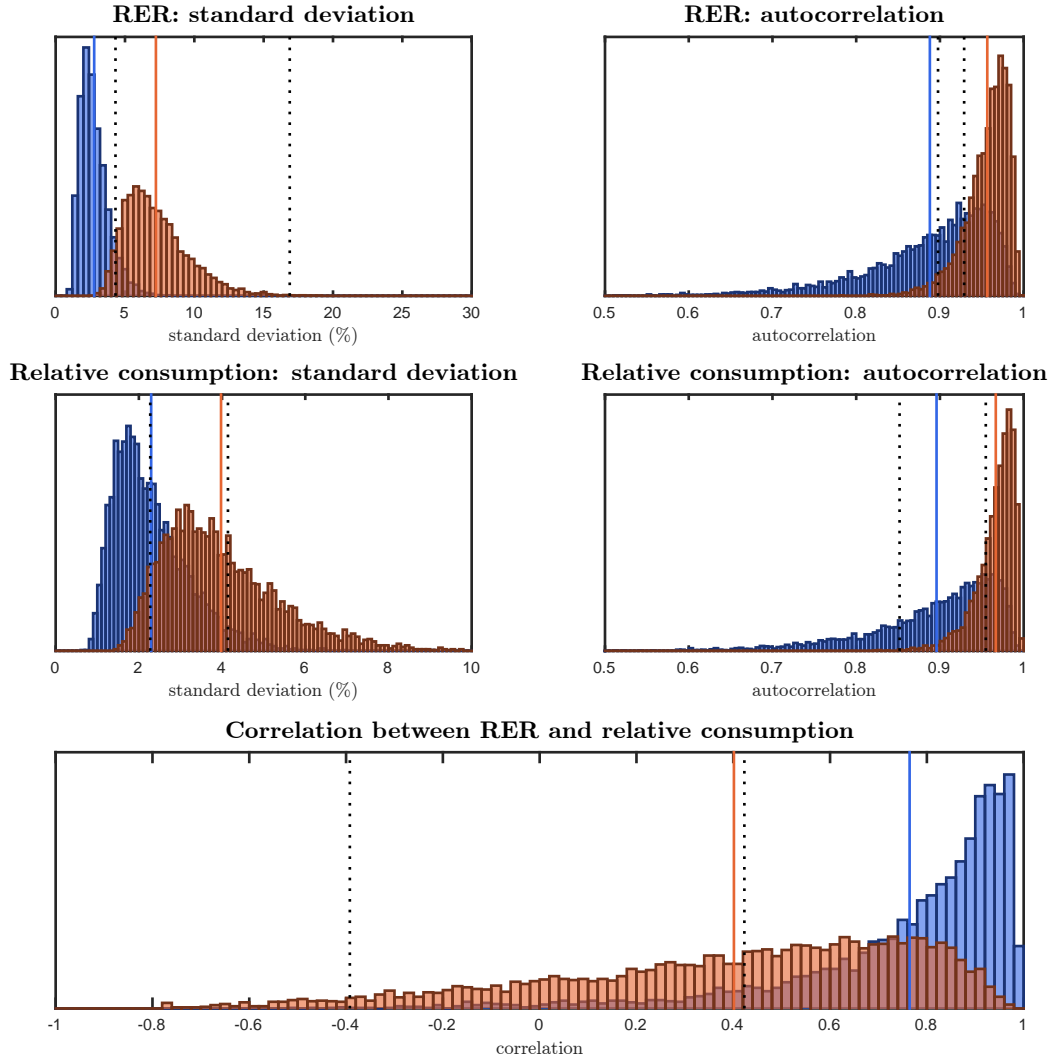 RER: standard deviation
RER: autocorrelation
0 5 10 15 20 25 30
0.5 0.6 0.7 0.8 0.9 1
standard deviation (%)
autocorrelation
Relative consumption: standard deviation
Relative consumption: autocorrelation
0 2 4 6 8 10
0.5 0.6 0.7 0.8 0.9 1
standard deviation (%)
autocorrelation
Correlation between RER and relative consumption
-1 -0.8 -0.6 -0.4 -0.2 0 0.2 0.4 0.6 0.8 1
correlation